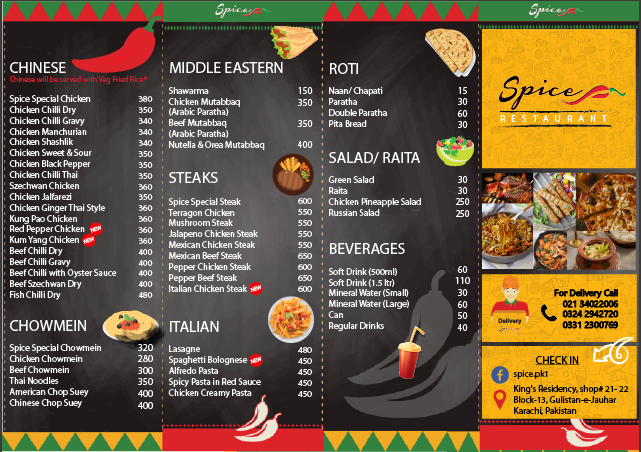 CHINESE
Chinese will be served with Veg Fried Rice*
Spice Special Chicken 380
Chicken Chilli Dry 350
Chicken Chilli Gravy 340
Chicken Manchurian 340
Chicken Shashlik 340
Chicken Sweet & Sour 350
Chicken Black Pepper 350
Chicken Chilli Thai 350
Szechwan Chicken 360
Chicken Jalfarezi 350
Chicken Ginger Thai Style 360
Kung Pao Chicken 360
Red Pepper Chicken NEW 360
Kum Yang Chicken NEW 360
Beef Chilli Dry 400
Beef Chilli Gravy 400
Beef Chilli with Oyster Sauce 400
Beef Szechwan Dry 400
Fish Chilli Dry 480
CHOWMEIN
Spice Special Chowmein 320
Chicken Chowmein 280
Beef Chowmein 300
Thai Noodles 350
American Chop Suey 400
Chinese Chop Suey 400
Spice
MIDDLE EASTERN
Shawarma 150
Chicken Mutabbaq 350
(Arabic Paratha)
Beef Mutabbaq 350
(Arabic Paratha)
Nutella & Orea Mutabbaq 400
STEAKS
Spice Special Steak 600
Terragon Chicken 550
Mushroom Steak 550
Jalapeno Chicken Steak 550
Mexican Chicken Steak 550
Mexican Beef Steak 650
Pepper Chicken Steak 600
Pepper Beef Steak 650
Italian Chicken Steak NEW 600
ITALIAN
Lasagne 480
Spaghetti Bolognese NEW 450
Alfredo Pasta 450
Spicy Pasta in Red Sauce 450
Chicken Creamy Pasta 450
ROTI
Naan/ Chapati 15
Paratha 30
Double Paratha 60
Pita Bread 30
SALAD/ RAITA
Green Salad 30
Raita 30
Chicken Pineapple Salad 250
Russian Salad 250
BEVERAGES
Soft Drink (500ml) 60
Soft Drink (1.5 ltr) 110
Mineral Water (Small) 30
Mineral Water (Large) 60
Can 50
Regular Drinks 40
Spice
Spice
RESTAURANT
Delivery
For Delivery Call
021 34022006
0324 2942720
0331 2300769
CHECK IN
spice.pk1
King's Residency, shop# 21- 22
Block-13, Gulistan-e-Jauhar
Karachi, Pakistan